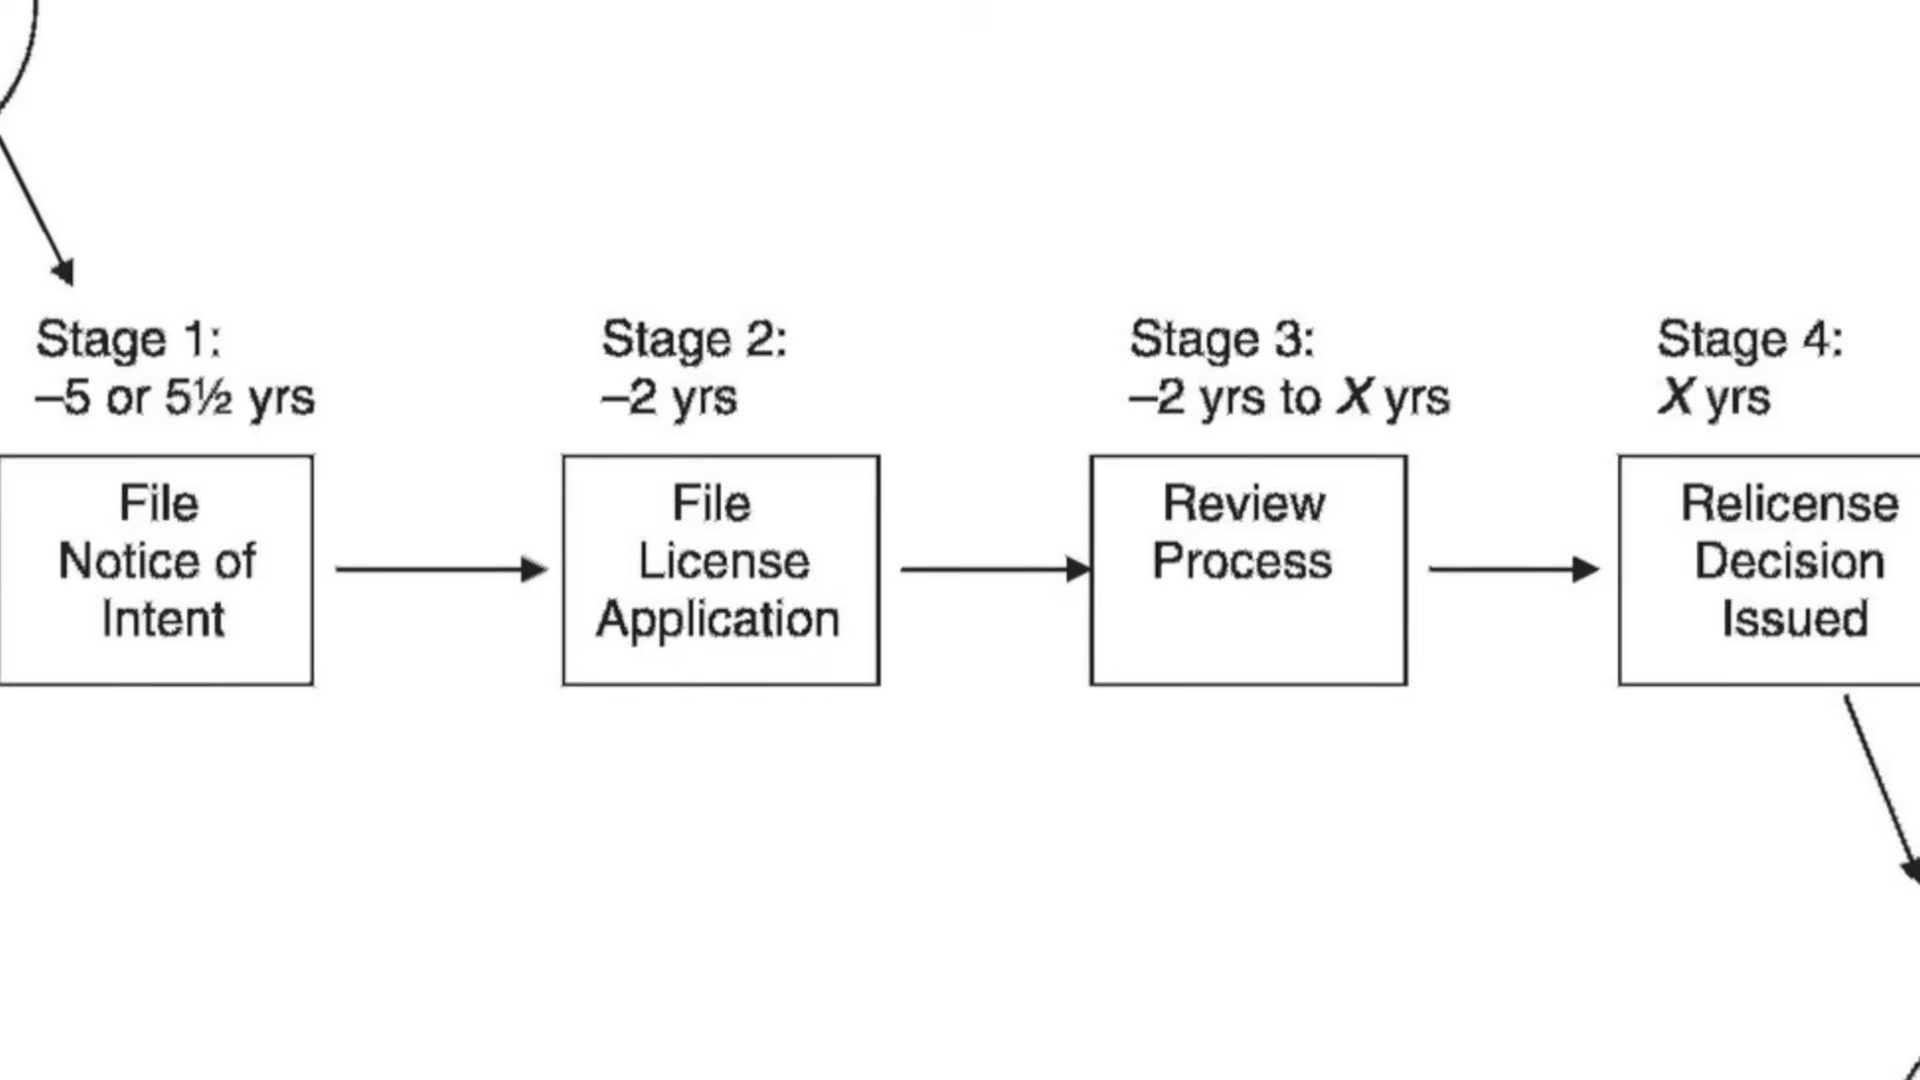 Stage 1:
–5 or 5½ yrs
File
Notice of
Intent
Stage 2:
–2 yrs
File
License
Application
Stage 3:
–2 yrs to X yrs
Review
Process
Stage 4:
X yrs
Relicense
Decision
Issued